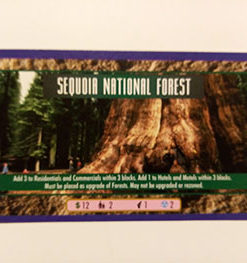 SEQUOIA NATIONAL FOREST
Add 3 to Residentials and Commercials within 3 blocks. Add 1 to Hotels and Motels within 3 blocks.
Must be placed as upgrade of Forests. May not be upgraded or rezoned.
$12 2 1 2